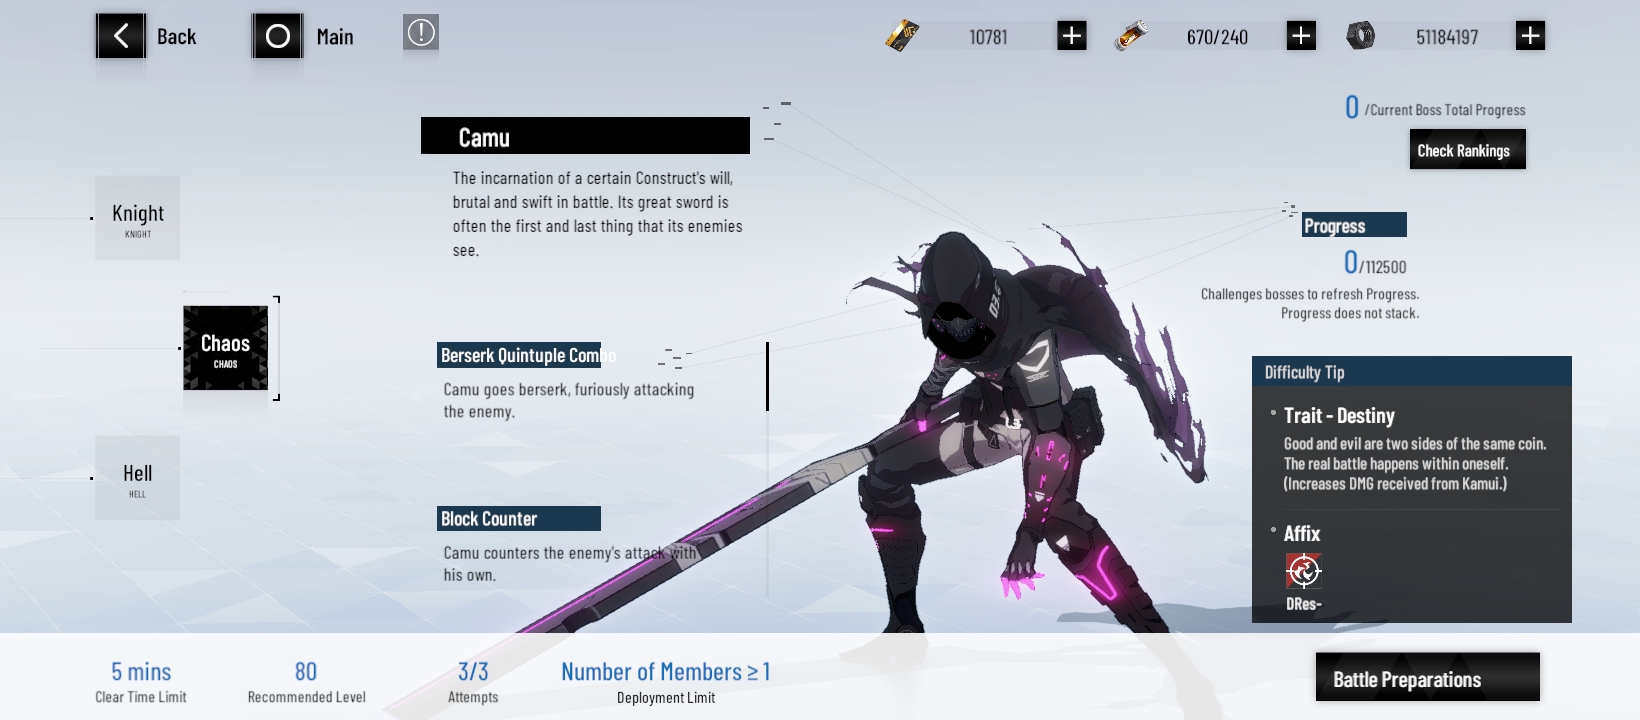 Back
Main
10781
670/240
51184197
0 /Current Boss Total Progress
Check Rankings
Camu
The incarnation of a certain Construct's will,
brutal and swift in battle. Its great sword is
often the first and last thing that its enemies
see.
Knight
KNIGHT
Chaos
CHAOS
Hell
HELL
Progress
0/112500
Challenges bosses to refresh Progress.
Progress does not stack.
Berserk Quintuple Combo
Camu goes berserk, furiously attacking
the enemy.
Block Counter
Camu counters the enemy's attack with
his own.
Difficulty Tip
Trait - Destiny
Good and evil are two sides of the same coin.
The real battle happens within oneself.
(Increases DMG received from Kamui.)
Affix
DRes-
5 mins
Clear Time Limit
80
Recommended Level
3/3
Attempts
Number of Members ≥ 1
Deployment Limit
Battle Preparations